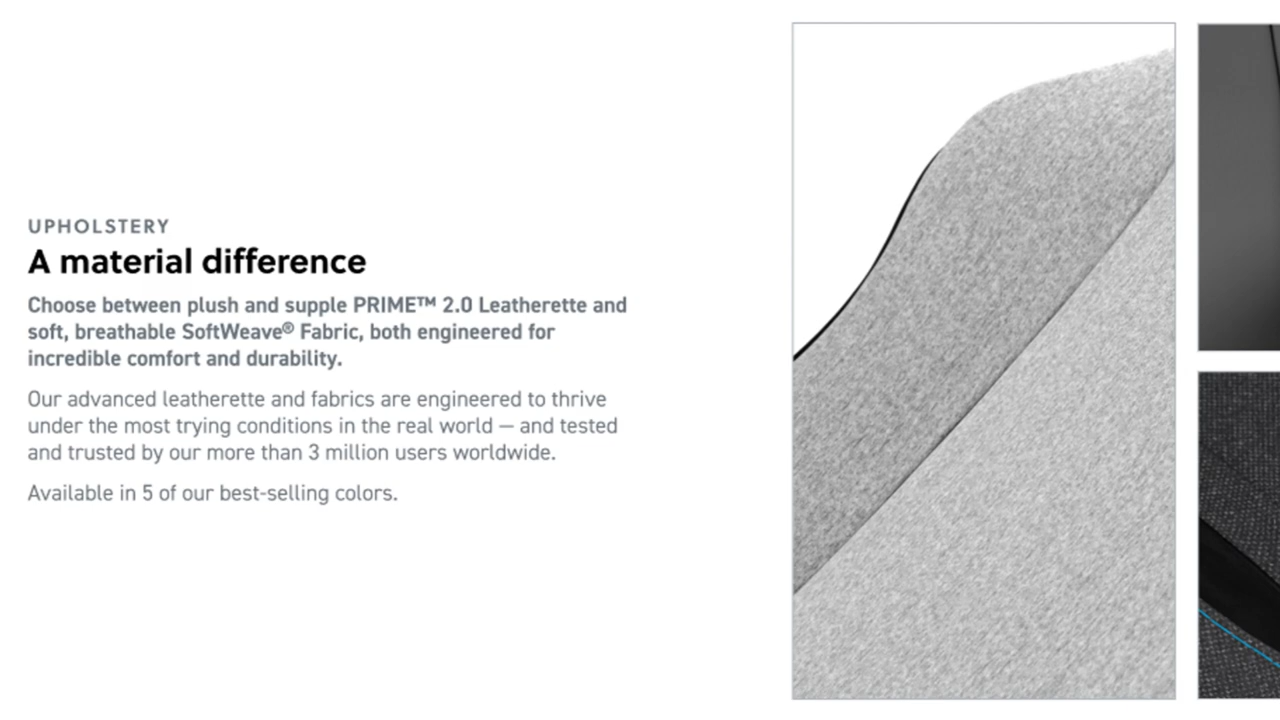 UPHOLSTERY
A material difference
Choose between plush and supple PRIME™ 2.0 Leatherette and
soft, breathable SoftWeave® Fabric, both engineered for
incredible comfort and durability.
Our advanced leatherette and fabrics are engineered to thrive
under the most trying conditions in the real world — and tested
and trusted by our more than 3 million users worldwide.
Available in 5 of our best-selling colors.